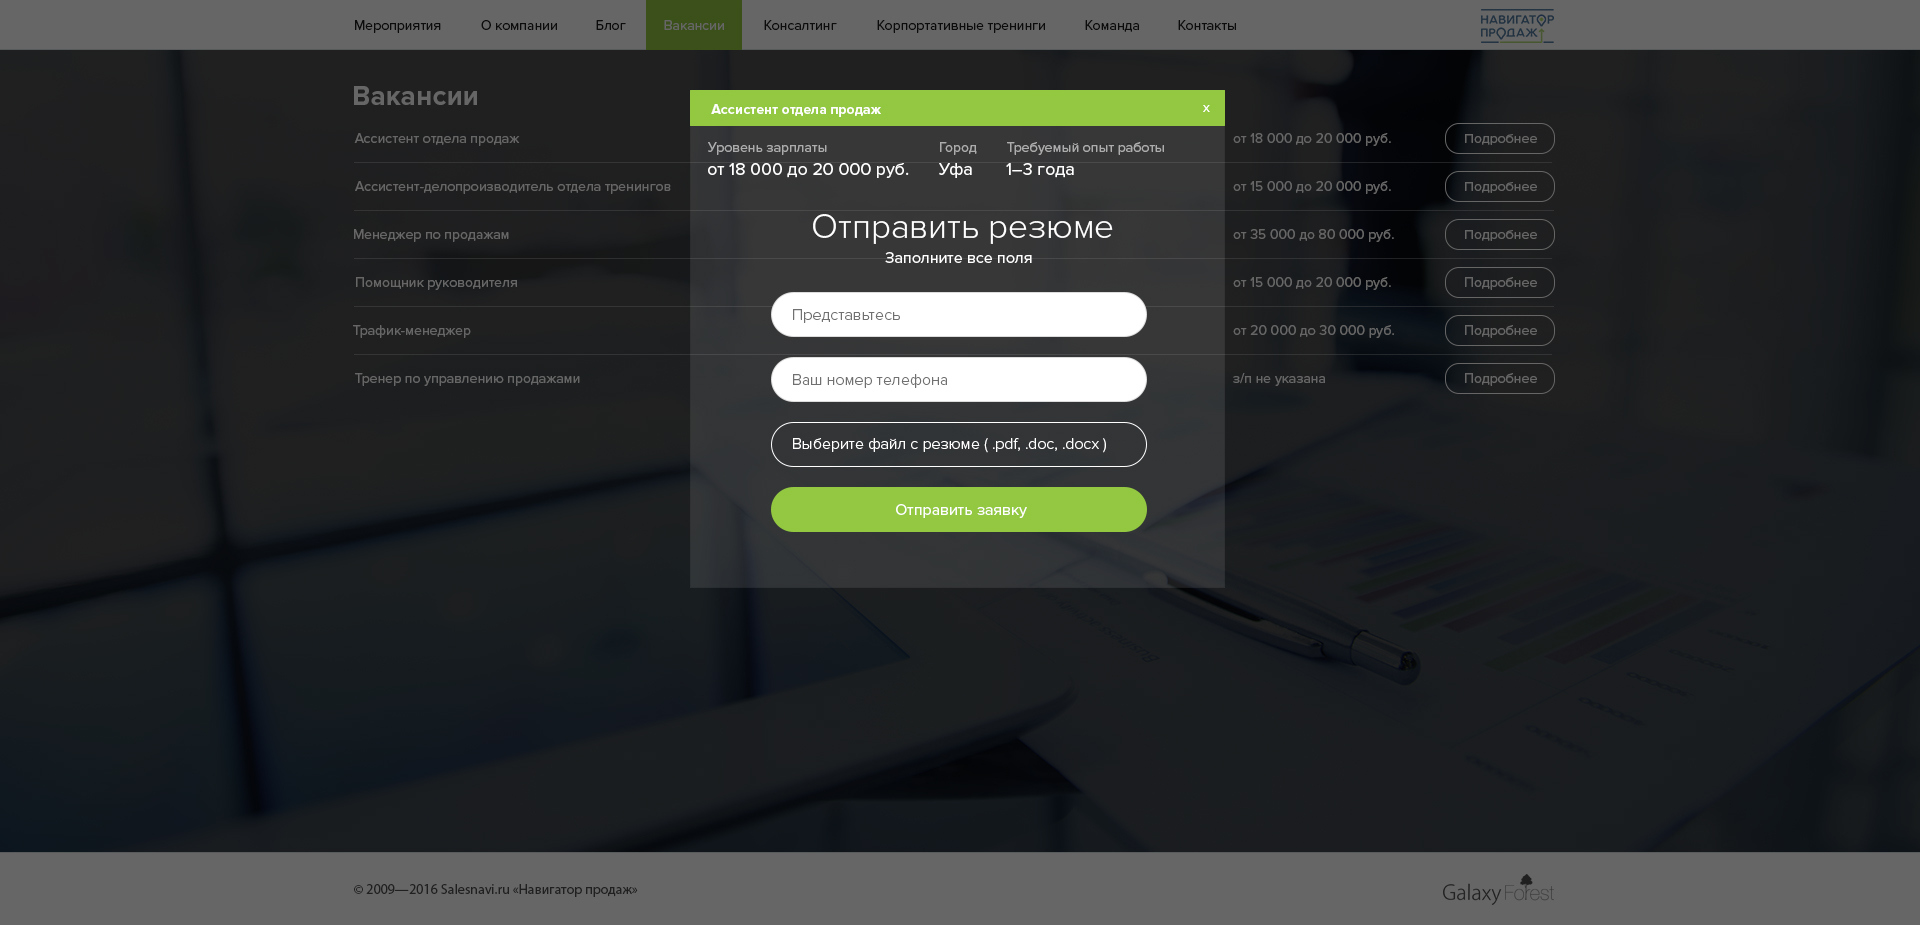 Мероприятия О компании Блог Вакансии Консалтинг Корпортативные тренинги Команда Контакты
НАВИГАТОР
ПРОДАЖ
Вакансии
Ассистент отдела продаж
x
Уровень зарплаты Город Требуемый опыт работы
от 18 000 до 20 000 руб. Уфа 1–3 года
Отправить резюме
Заполните все поля
Представьтесь
Ваш номер телефона
Выберите файл с резюме ( .pdf, .doc, .docx )
Отправить заявку
Ассистент отдела продаж от 18 000 до 20 000 руб. Подробнее
Ассистент-делопроизводитель отдела тренингов от 15 000 до 20 000 руб. Подробнее
Менеджер по продажам от 35 000 до 80 000 руб. Подробнее
Помощник руководителя от 15 000 до 20 000 руб. Подробнее
Трафик-менеджер от 20 000 до 30 000 руб. Подробнее
Тренер по управлению продажами з/п не указана Подробнее
© 2009—2016 Salesnavi.ru «Навигатор продаж»
Galaxy Forest